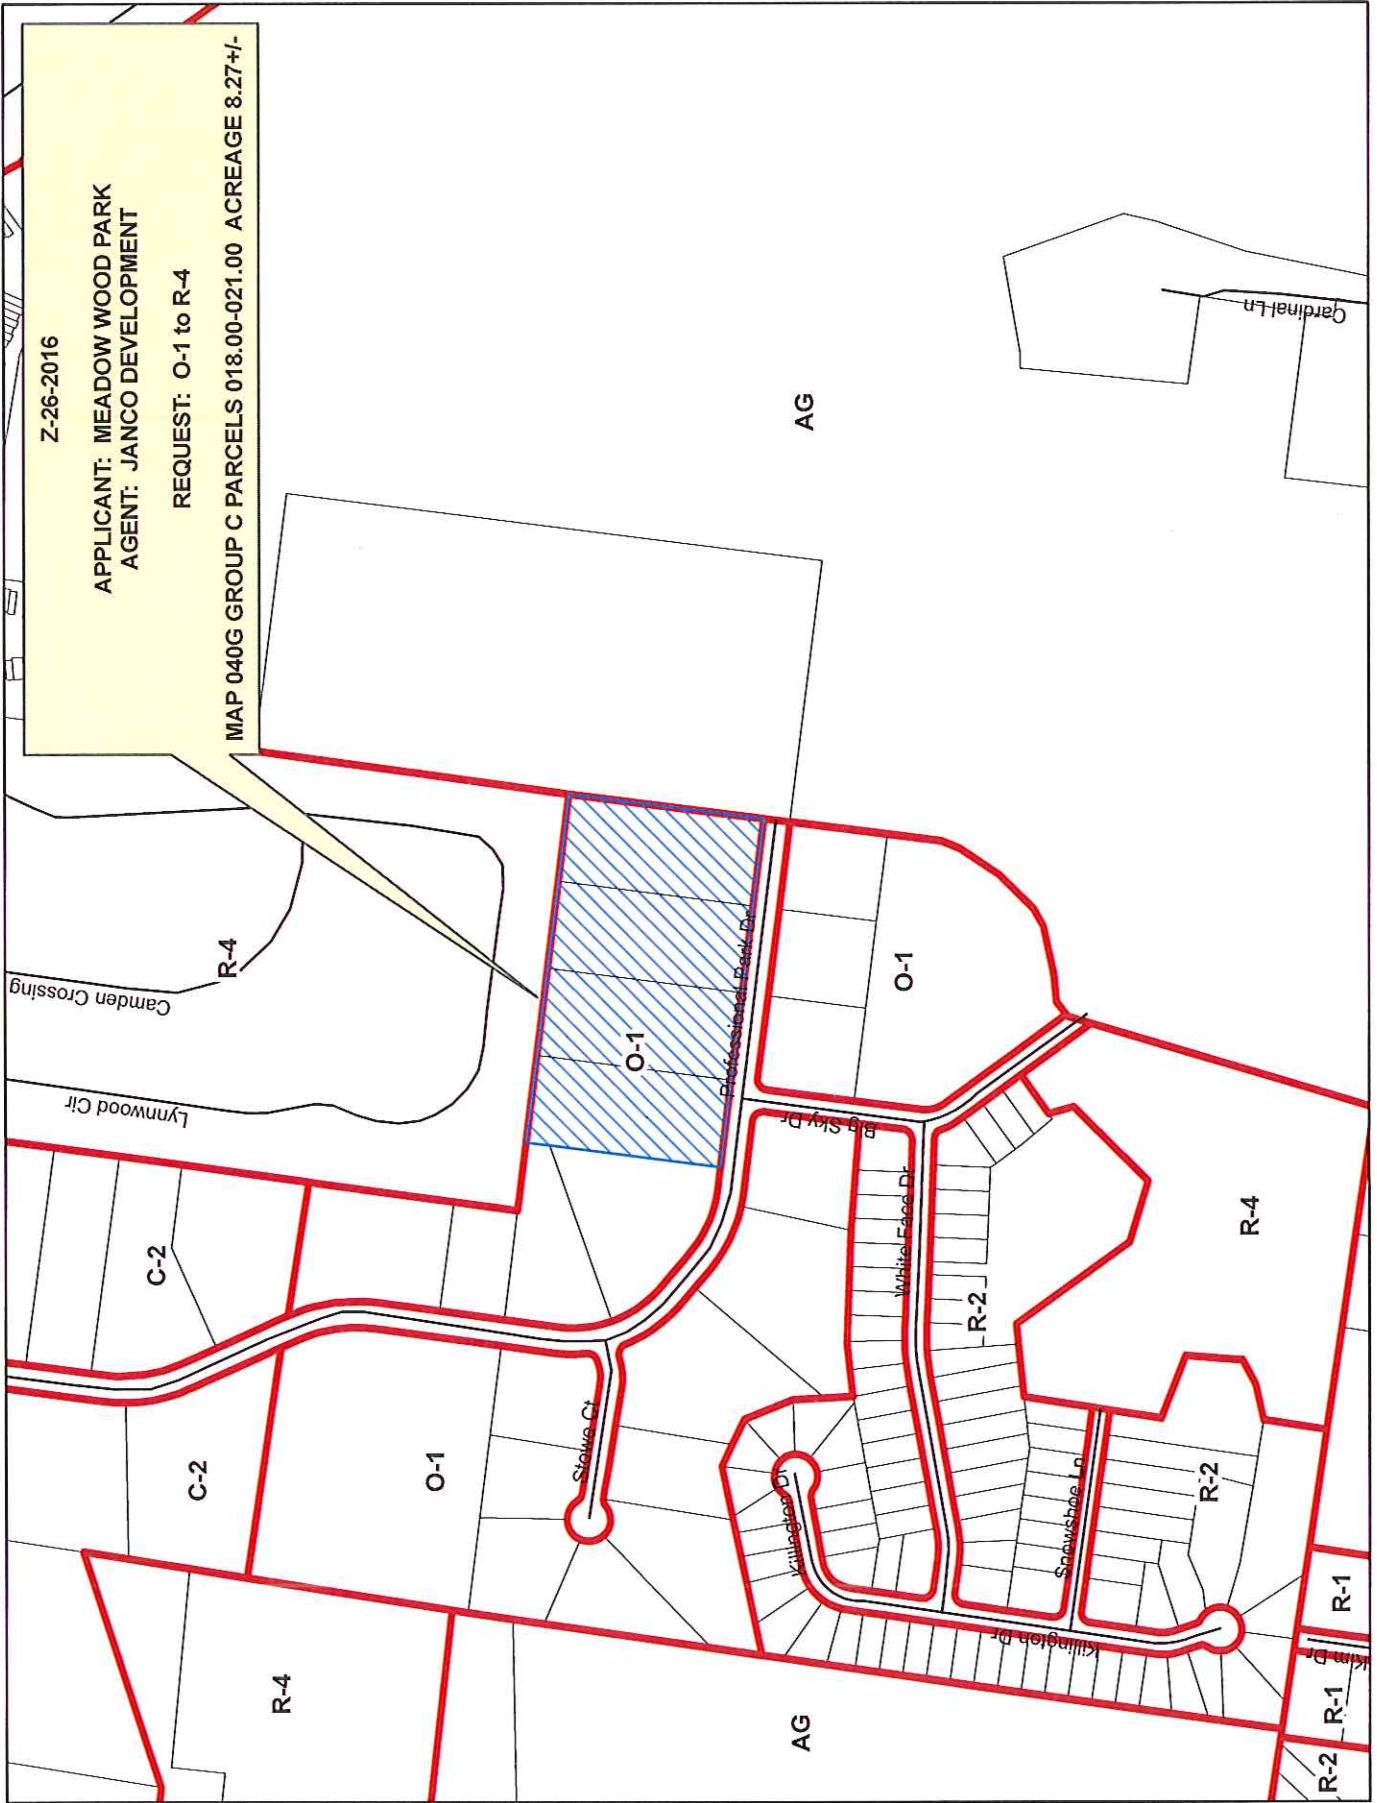 Z-26-2016
APPLICANT: MEADOW WOOD PARK
AGENT: JANCO DEVELOPMENT
REQUEST: O-1 to R-4
MAP 040G GROUP C PARCELS 018.00-021.00 ACREAGE 8.27+/-
R-4
C-2
C-2
O-1
R-4
AG
R-4
Camden Crossing
Lynnwood Cir
O-1
Professional Park Dr
O-1
Big Sky Dr
White Face Dr
R-2
Stowe Ct
Killington Dr
Killington Dr
Snowshoe Ln
R-2
R-4
AG
Cardinal Ln
R-1
Kim Dr
R-1
R-2